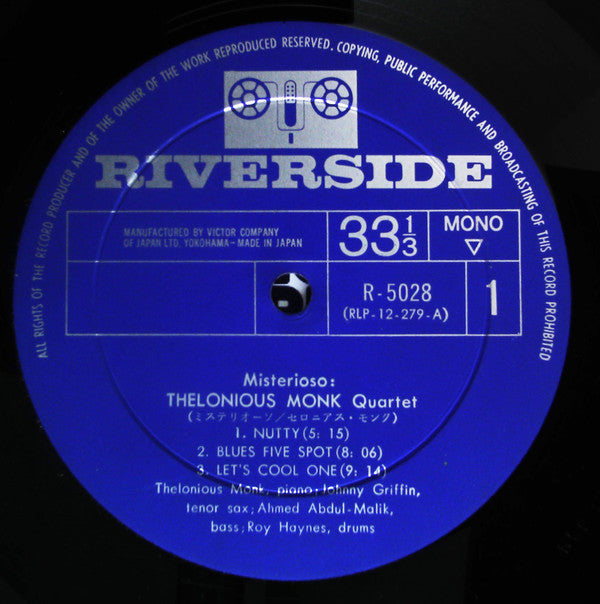 ALL RIGHTS OF THE RECORD PRODUCER AND OF THE OWNER OF THE WORK REPRODUCED RESERVED. COPYING, PUBLIC PERFORMANCE AND BROADCASTING OF THIS RECORD PROHIBITED
RIVERSIDE
MANUFACTURED BY VICTOR COMPANY
OF JAPAN LTD. YOKOHAMA-MADE IN JAPAN
33 1/3
MONO
R-5028
(RLP-12-279-A)
1
Misterioso:
THELONIOUS MONK Quartet
(ミステリオーソ/セロニアス・モンク)
1. NUTTY(5: 15)
2. BLUES FIVE SPOT(8: 06)
3. LET'S COOL ONE(9: 14)
Thelonious Monk, piano;Johnny Griffin,
tenor sax;Ahmed Abdul-Malik,
bass;Roy Haynes, drums